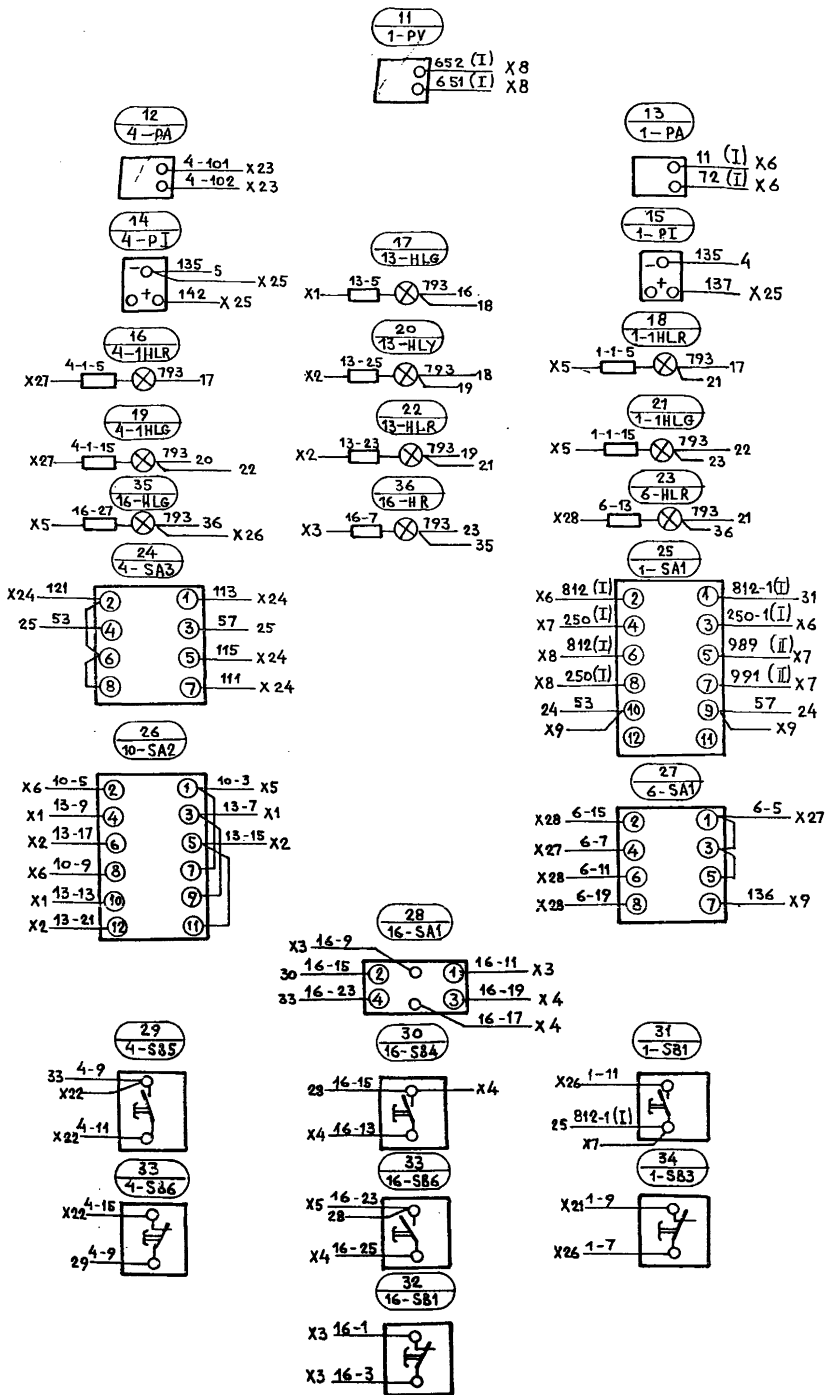 11
1-PV
652 (I) X8
651 (I) X8
12
4-PA
4-101 X23
4-102 X23
13
1-PA
11 (I) X6
72 (I) X6
14
4-PI
- 135 5
X25
+ 142 X25
17
13-HLG
X1 13-5 793 16
18
15
1-PI
- 135 4
+ 137 X25
16
4-1HLR
X27 4-1-5 793 17
20
13-HLY
X2 13-25 793 18
19
18
1-1HLR
X5 1-1-5 793 17
21
19
4-1HLG
X27 4-1-15 793 20
22
22
13-HLR
X2 13-23 793 19
21
21
1-1HLG
X5 1-1-15 793 22
23
35
16-HLG
X5 16-27 793 36
X26
36
16-HR
X3 16-7 793 23
35
23
6-HLR
X28 6-13 793 21
36
24
4-SA3
X24 121 2 1 113 X24
25 53 4 3 57 25
6 5 115 X24
8 7 111 X24
25
1-SA1
X6 812 (I) 2 1 812-1(I) 31
X7 250(I) 4 3 250-1(I) X6
X8 812(I) 6 5 989 (II) X7
X8 250(I) 8 7 991 (II) X7
24 53 10 9 57 24
X9 X9
12 11
26
10-SA2
X6 10-5 2 1 10-3 X5
X1 13-9 4 3 13-7 X1
X2 13-17 6 5 13-15 X2
X6 10-9 8 7
X1 13-13 10 9
X2 13-21 12 11
27
6-SA1
X28 6-15 2 1 6-5 X27
X27 6-7 4 3
X28 6-11 6 5
X28 6-19 8 7 136 X9
28
16-SA1
X3 16-9
30 16-15 2 1 16-11 X3
33 16-23 4 3 16-19 X4
16-17 X4
29
4-SB5
33 4-9
X22
X22 4-11
30
16-SB4
28 16-15 X4
X4 16-13
31
1-SB1
X26 1-11
25 812-1(I)
X7
33
4-SB6
X22 4-15
29 4-9
33
16-SB6
X5 16-23
28
X4 16-25
34
1-SB3
X21 1-9
X26 1-7
32
16-SB1
X3 16-1
X3 16-3